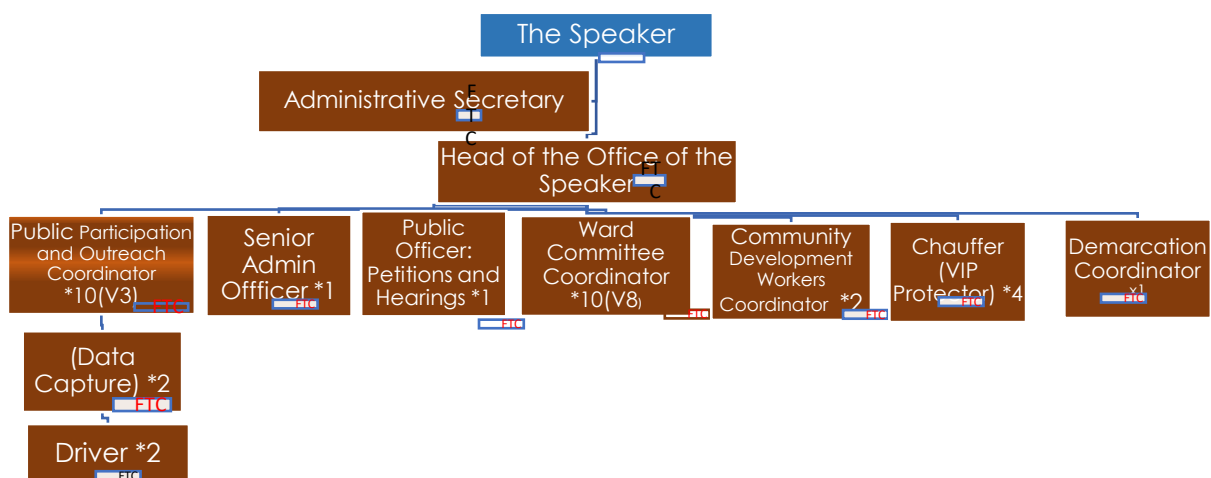 The Speaker
Administrative Secretary
F
T
C
Head of the Office of the
Speaker
FT
C
Public Participation
and Outreach
Coordinator
*10(V3)
FTC
Senior
Admin
Offficer *1
FTC
Public
Officer:
Petitions and
Hearings *1
FTC
Ward
Committee
Coordinator
*10(V8)
FTC
Community
Development
Workers
Coordinator *2
FTC
Chauffer
(VIP
Protector) *4
FTC
Demarcation
Coordinator
*1
FTC
(Data
Capture) *2
FTC
Driver *2
FTC